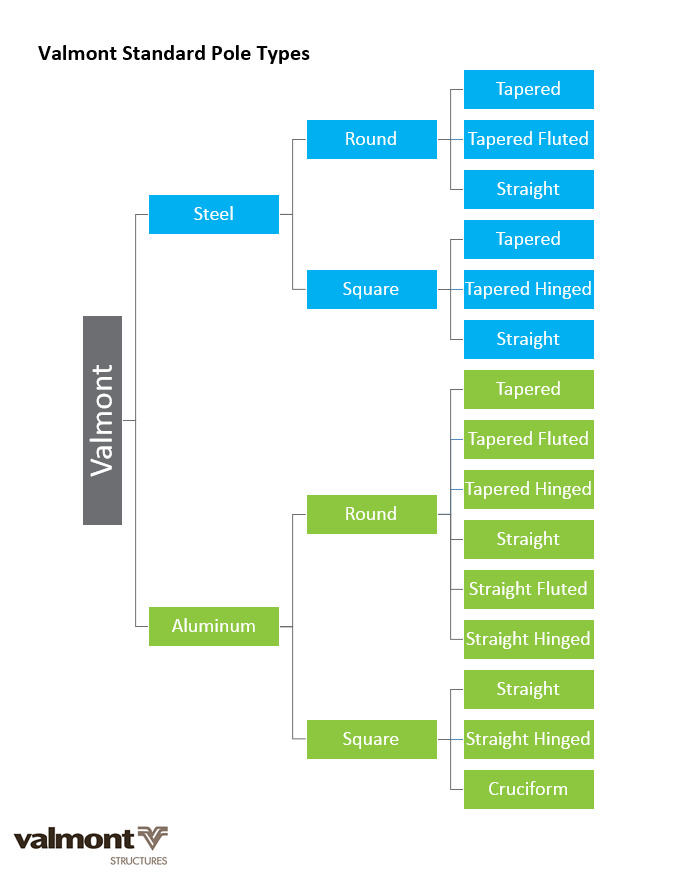 Valmont Standard Pole Types
Valmont
Steel
Round
Tapered
Tapered Fluted
Straight
Square
Tapered
Tapered Hinged
Straight
Aluminum
Round
Tapered
Tapered Fluted
Tapered Hinged
Straight
Straight Fluted
Straight Hinged
Square
Straight
Straight Hinged
Cruciform
valmont
STRUCTURES